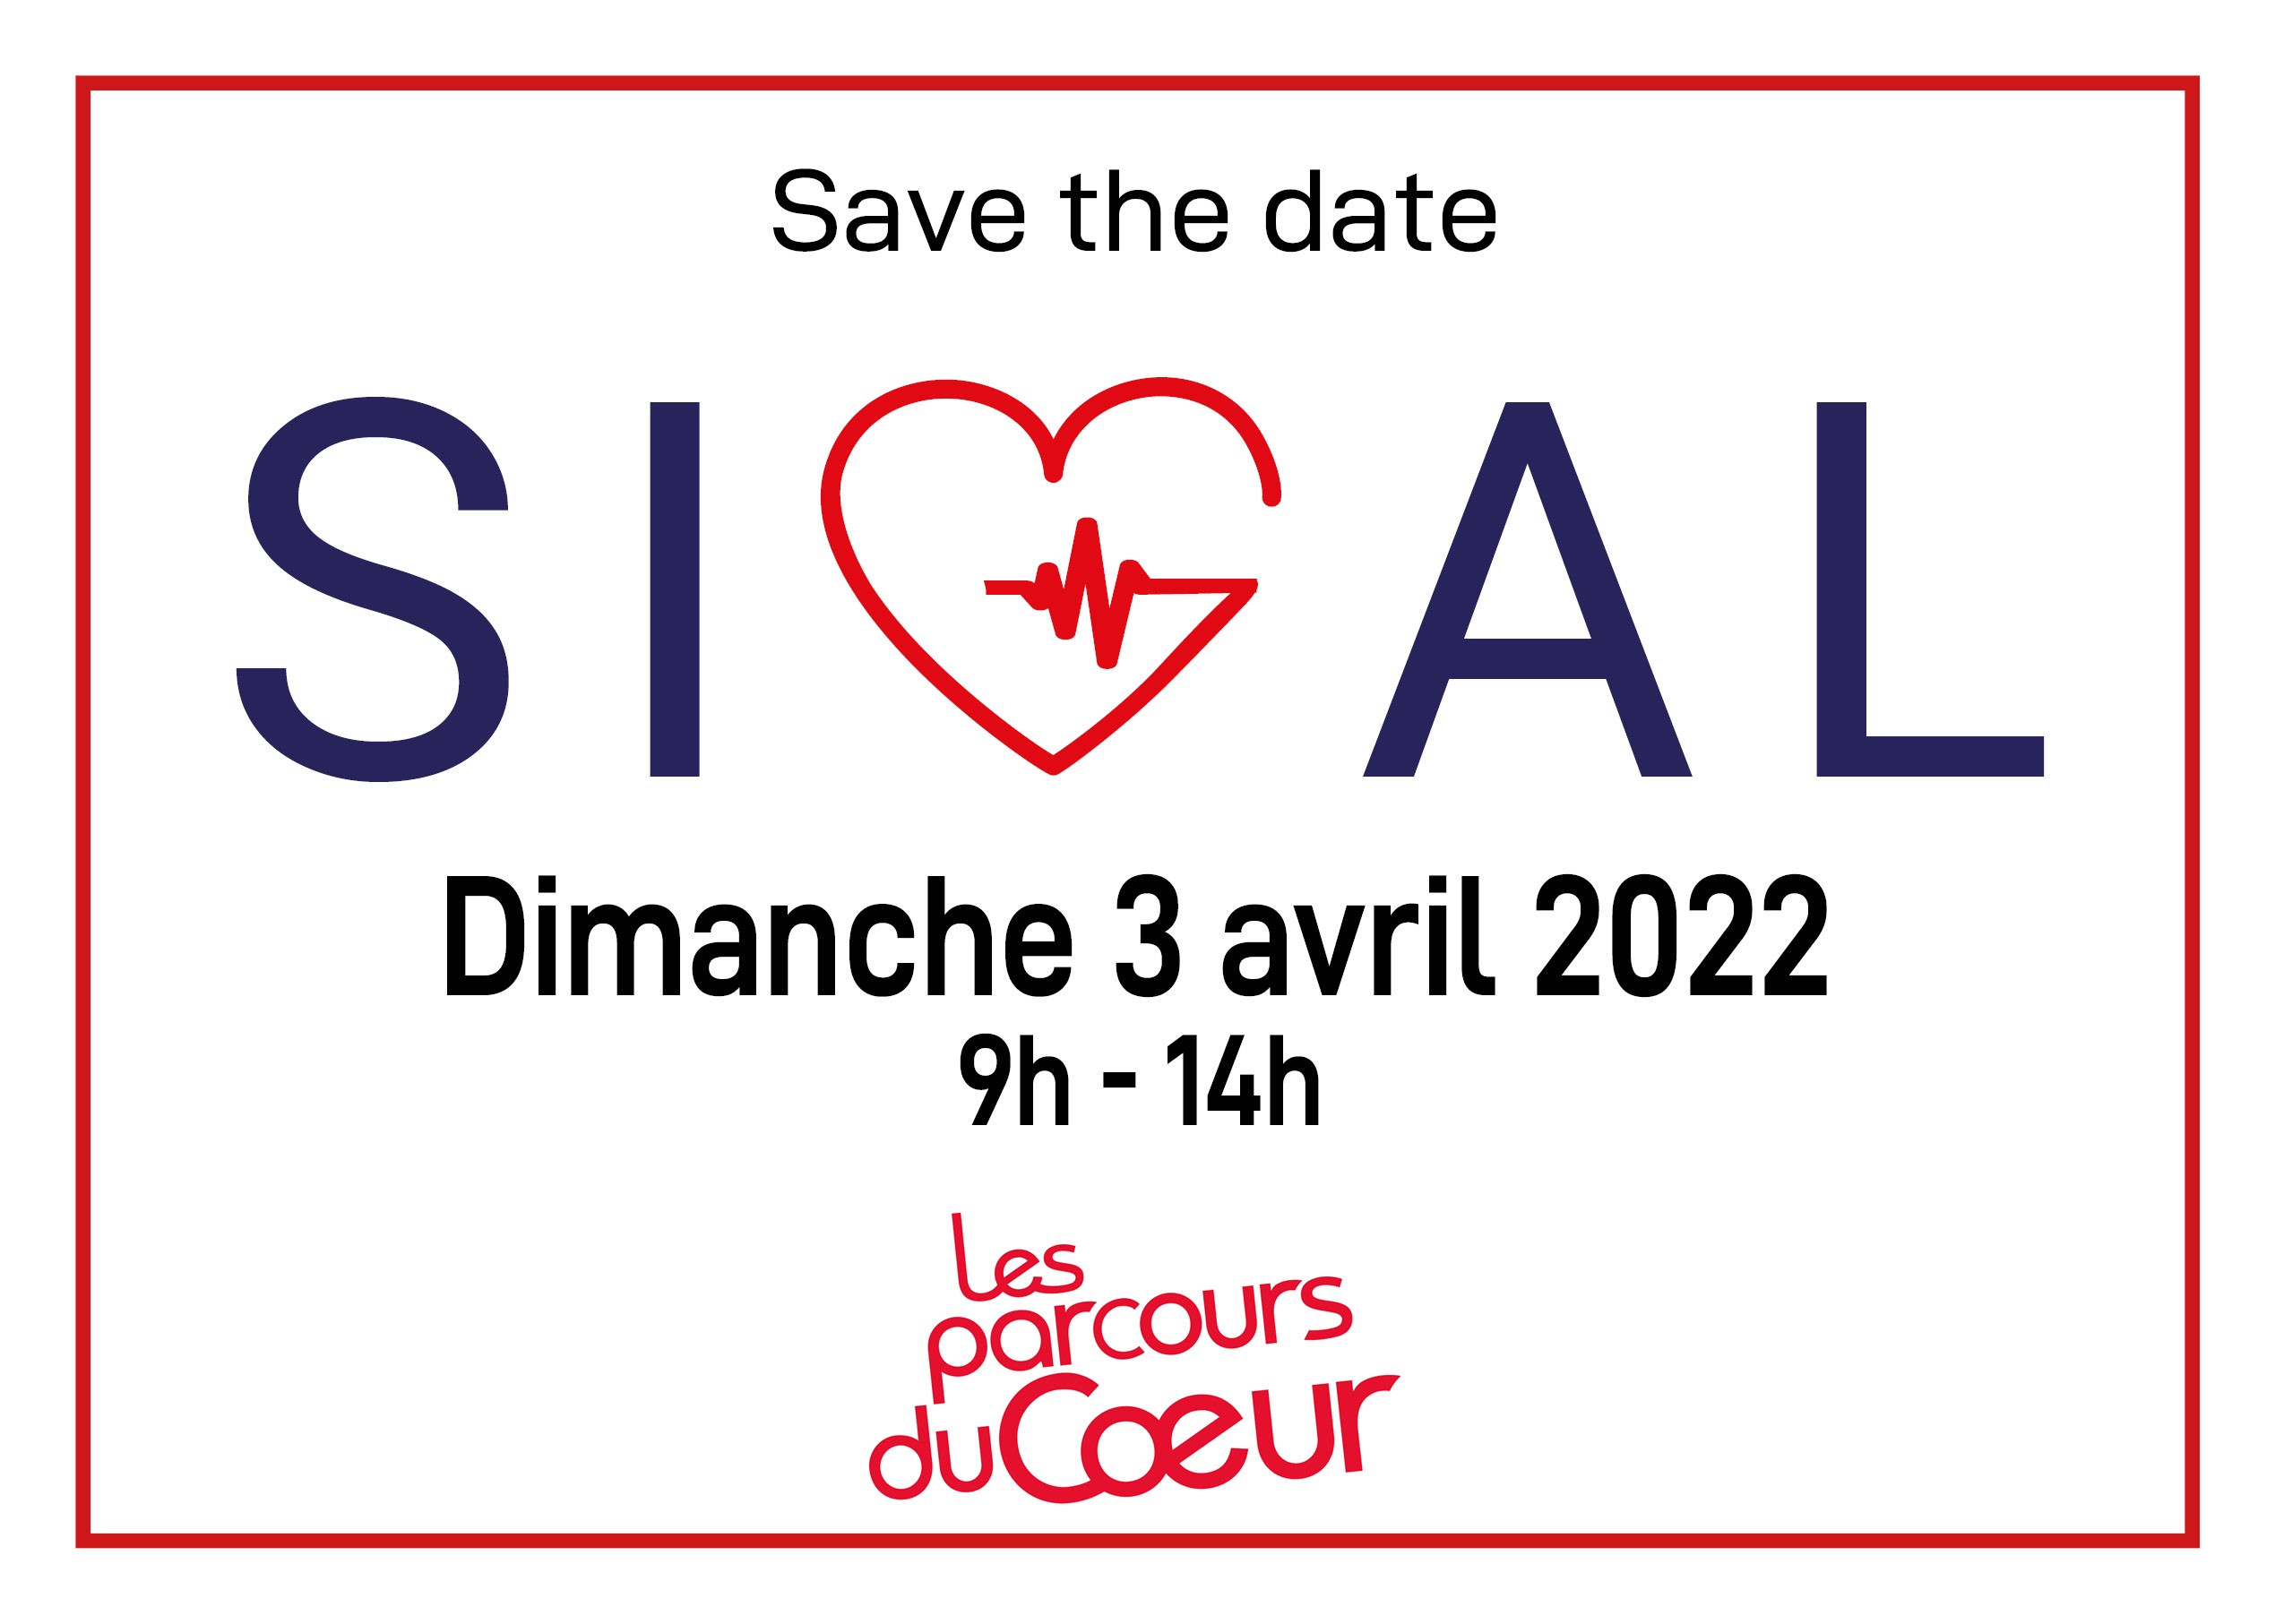 Save the date
SI AL
Dimanche 3 avril 2022
9h - 14h
Les
parcours
du Coeur